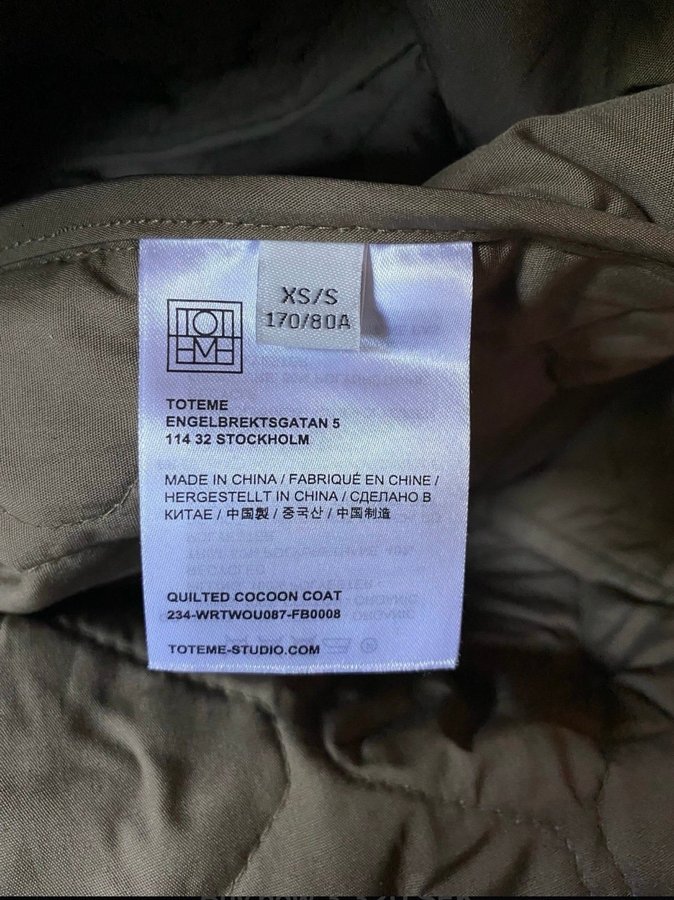 XS/S
170/80A
TOTEME
TOTEME
ENGELBREKTSGATAN 5
114 32 STOCKHOLM
MADE IN CHINA / FABRIQUÉ EN CHINE /
HERGESTELLT IN CHINA / СДЕЛАНО В
КИТАЕ / 中国製 / 중국산 / 中国制造
QUILTED COCOON COAT
234-WRTWOU087-FB0008
TOTEME-STUDIO.COM